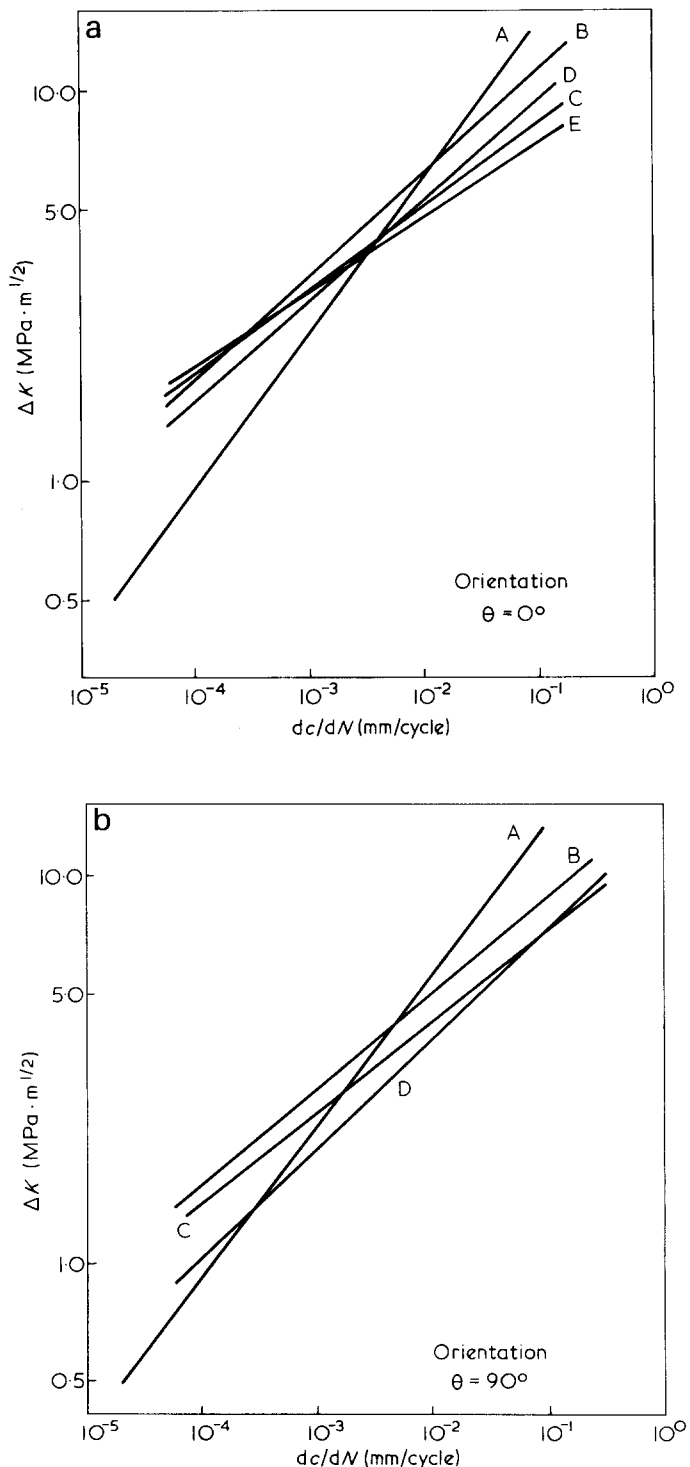 a
A
B
D
C
E
10·0
5·0
1·0
0·5
ΔK (MPa·m1/2)
Orientation
θ = 0°
10-5
10-4
10-3
10-2
10-1
100
dc/dN (mm/cycle)
b
A
B
C
D
10·0
5·0
1·0
0·5
ΔK (MPa·m1/2)
Orientation
θ = 90°
10-5
10-4
10-3
10-2
10-1
100
dc/dN (mm/cycle)